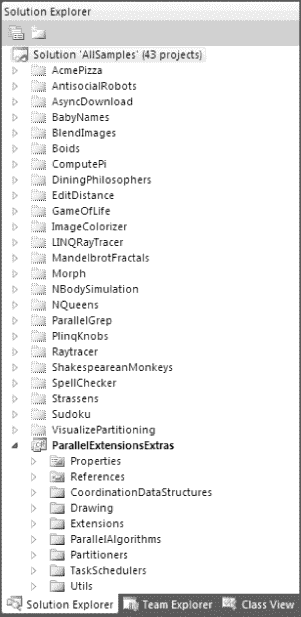 Solution Explorer
Solution 'AllSamples' (43 projects)
AcmePizza
AntisocialRobots
AsyncDownload
BabyNames
BlendImages
Boids
ComputePi
DiningPhilosophers
EditDistance
GameOfLife
ImageColorizer
LINQRayTracer
MandelbrotFractals
Morph
NBodySimulation
NQueens
ParallelGrep
PlinqKnobs
Raytracer
ShakespeareanMonkeys
SpellChecker
Strassens
Sudoku
VisualizePartitioning
ParallelExtensionsExtras
Properties
References
CoordinationDataStructures
Drawing
Extensions
ParallelAlgorithms
Partitioners
TaskSchedulers
Utils
Solution Explorer Team Explorer Class View